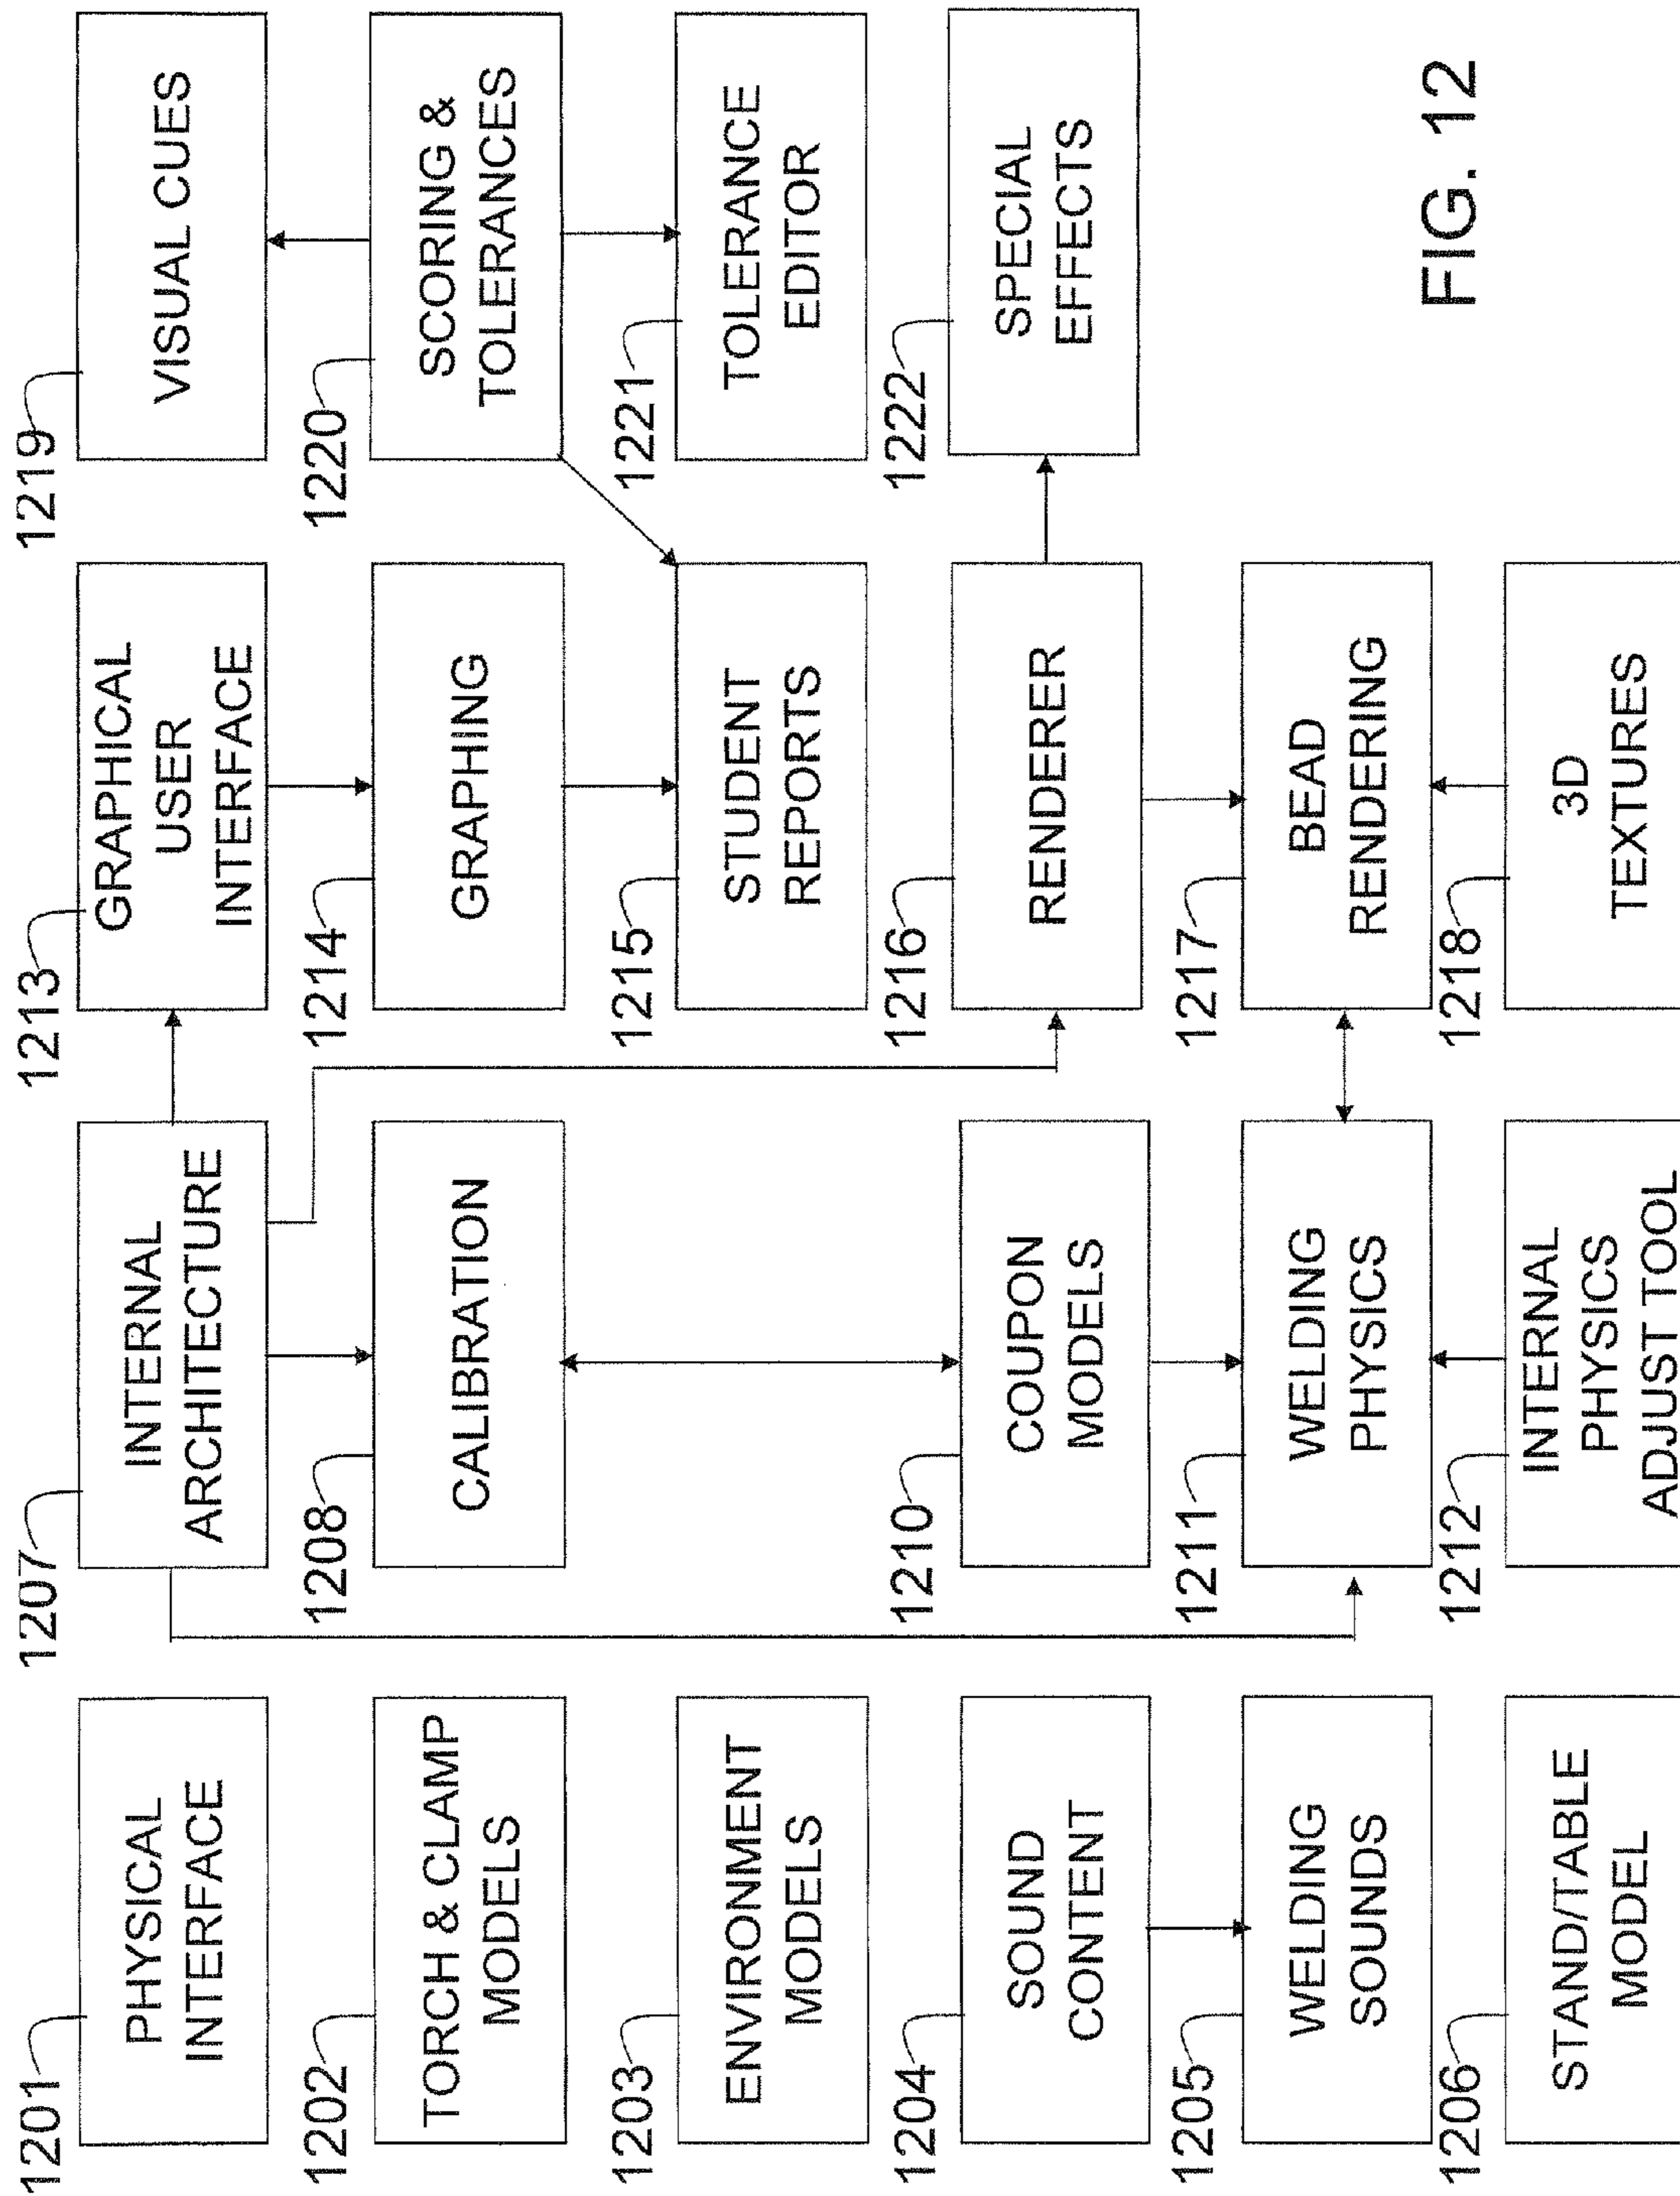 1201
PHYSICAL
INTERFACE
1202
TORCH & CLAMP
MODELS
1203
ENVIRONMENT
MODELS
1204
SOUND
CONTENT
1205
WELDING
SOUNDS
1206
STAND/TABLE
MODEL
1207
INTERNAL
ARCHITECTURE
1208
CALIBRATION
1210
COUPON
MODELS
1211
WELDING
PHYSICS
1212
INTERNAL
PHYSICS
ADJUST TOOL
1213
GRAPHICAL
USER
INTERFACE
1214
GRAPHING
1215
STUDENT
REPORTS
1216
RENDERER
1217
BEAD
RENDERING
1218
3D
TEXTURES
1219
VISUAL CUES
1220
SCORING &
TOLERANCES
1221
TOLERANCE
EDITOR
1222
SPECIAL
EFFECTS
FIG. 12